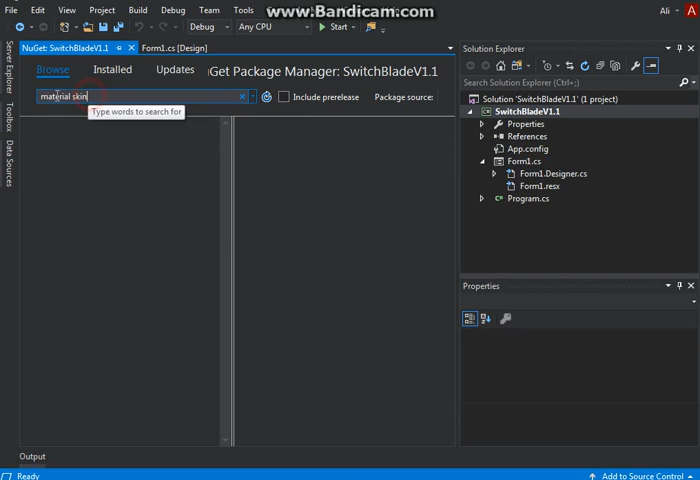 www.Bandicam.com
File Edit View Project Build Debug Team Tools Ali A
Debug Any CPU Start
NuGet: SwitchBladeV1.1 Form1.cs [Design]
Browse Installed Updates
uGet Package Manager: SwitchBladeV1.1
material skin
Include prerelease Package source:
Type words to search for
Server Explorer
Toolbox
Data Sources
Solution Explorer
Search Solution Explorer (Ctrl+;)
Solution 'SwitchBladeV1.1' (1 project)
SwitchBladeV1.1
Properties
References
App.config
Form1.cs
Form1.Designer.cs
Form1.resx
Program.cs
Properties
Output
Ready Add to Source Control